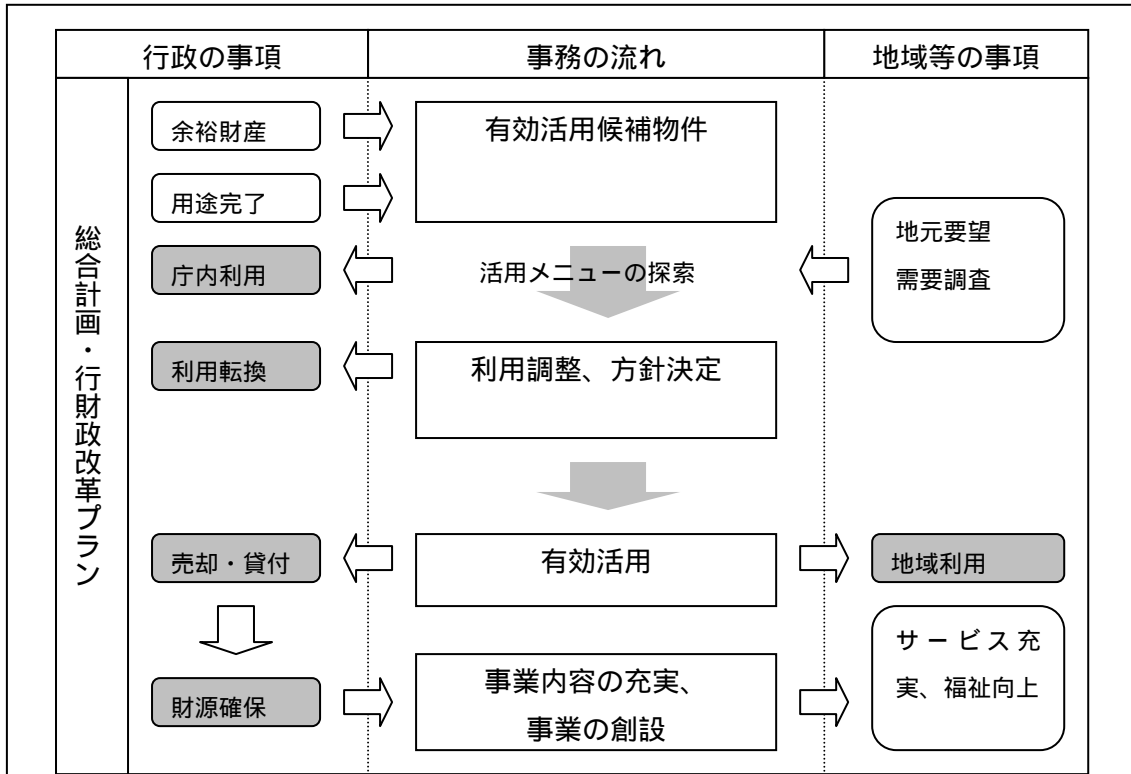 行政の事項
事務の流れ
地域等の事項
総合計画・行財政改革プラン
余裕財産
有効活用候補物件
用途完了
地元要望
需要調査
庁内利用
活用メニューの探索
利用転換
利用調整、方針決定
売却・貸付
有効活用
地域利用
財源確保
事業内容の充実、
事業の創設
サービス充
実、福祉向上